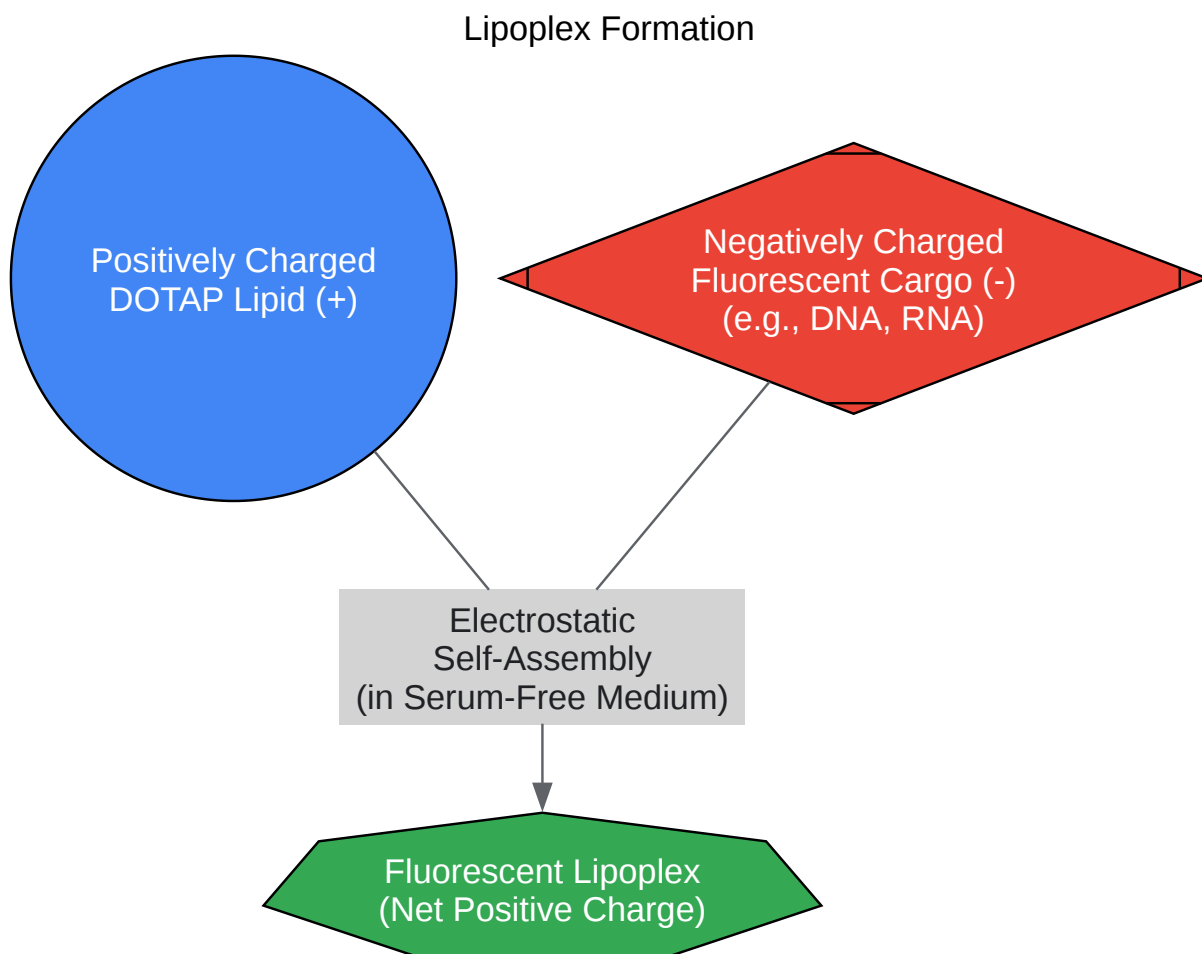 Lipoplex Formation
Positively Charged
DOTAP Lipid (+)
Negatively Charged
Fluorescent Cargo (-)
(e.g., DNA, RNA)
Electrostatic
Self-Assembly
(in Serum-Free Medium)
Fluorescent Lipoplex
(Net Positive Charge)